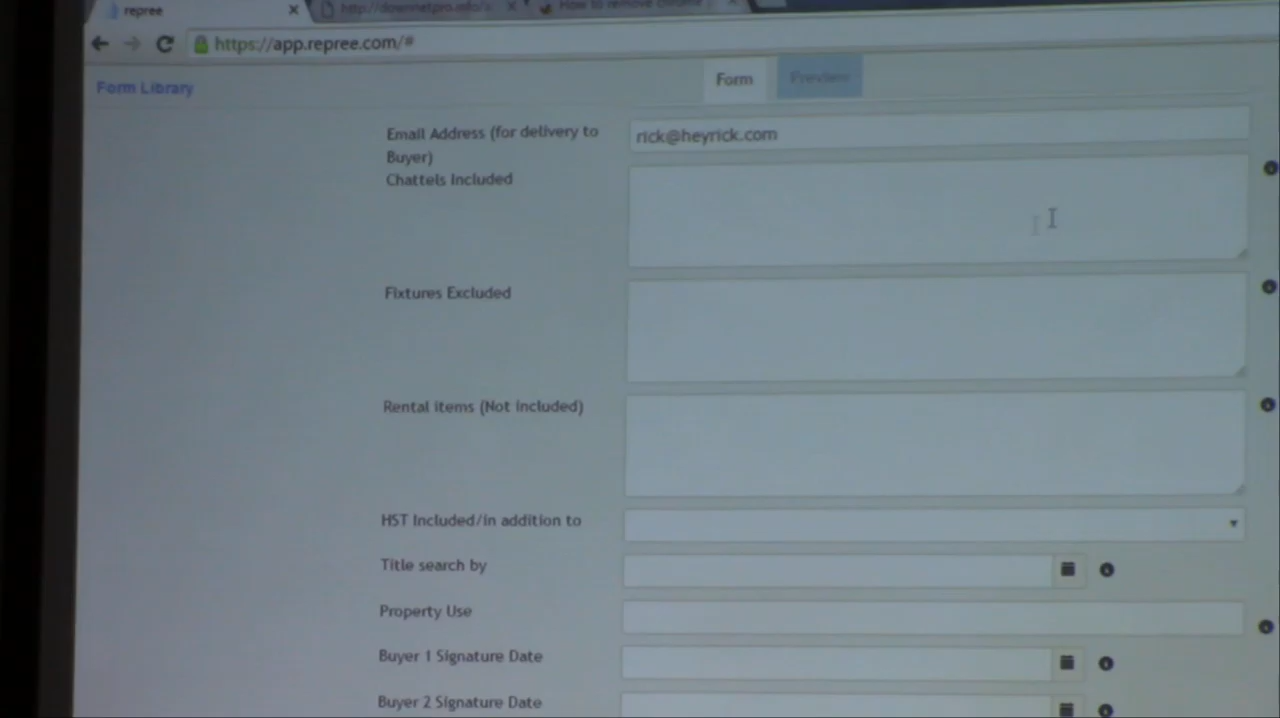 repree
http://downnetpro.info/s
How to remove chrome
https://app.repree.com/#
Form Library
Form
Preview
Email Address (for delivery to
Buyer)
rick@heyrick.com
Chattels Included
Fixtures Excluded
Rental items (Not included)
HST Included/in addition to
Title search by
Property Use
Buyer 1 Signature Date
Buyer 2 Signature Date